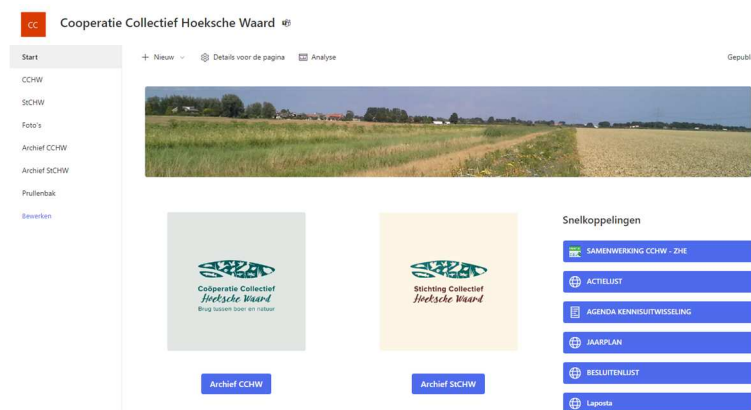 CC
Cooperatie Collectief Hoeksche Waard
Start
CCHW
StCHW
Foto's
Archief CCHW
Archief StCHW
Prullenbak
Bewerken
+ Nieuw
Details voor de pagina
Analyse
Gepubl
Coöperatie Collectief
Hoeksche Waard
Brug tussen boer en natuur
Archief CCHW
Stichting Collectief
Hoeksche Waard
Archief StCHW
Snelkoppelingen
SAMENWERKING CCHW - ZHE
ACTIELIJST
AGENDA KENNISUITWISSELING
JAARPLAN
BESLUITENLIJST
Laposta